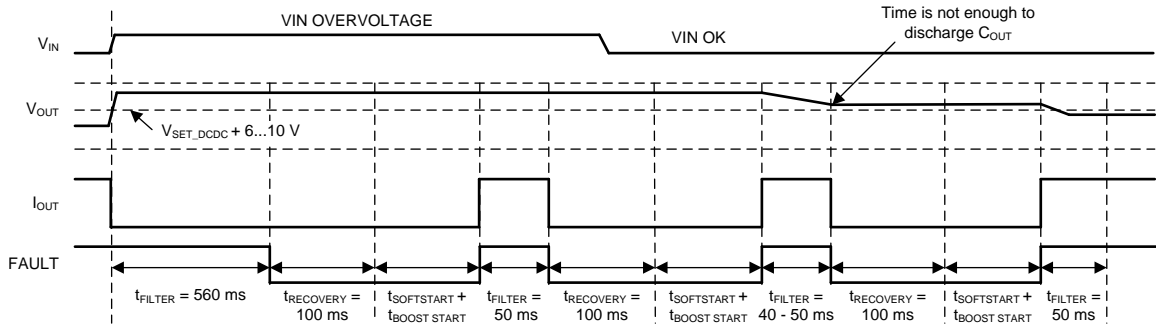 VIN OVERVOLTAGE
Time is not enough to
discharge COUT
VIN
VIN OK
VOUT
VSET_DCDC + 6...10 V
IOUT
FAULT
tFILTER = 560 ms
tRECOVERY =
100 ms
tSOFTSTART +
tBOOST START
tFILTER =
50 ms
tRECOVERY =
100 ms
tSOFTSTART +
tBOOST START
tFILTER =
40 - 50 ms
tRECOVERY =
100 ms
tSOFTSTART +
tBOOST START
tFILTER =
50 ms